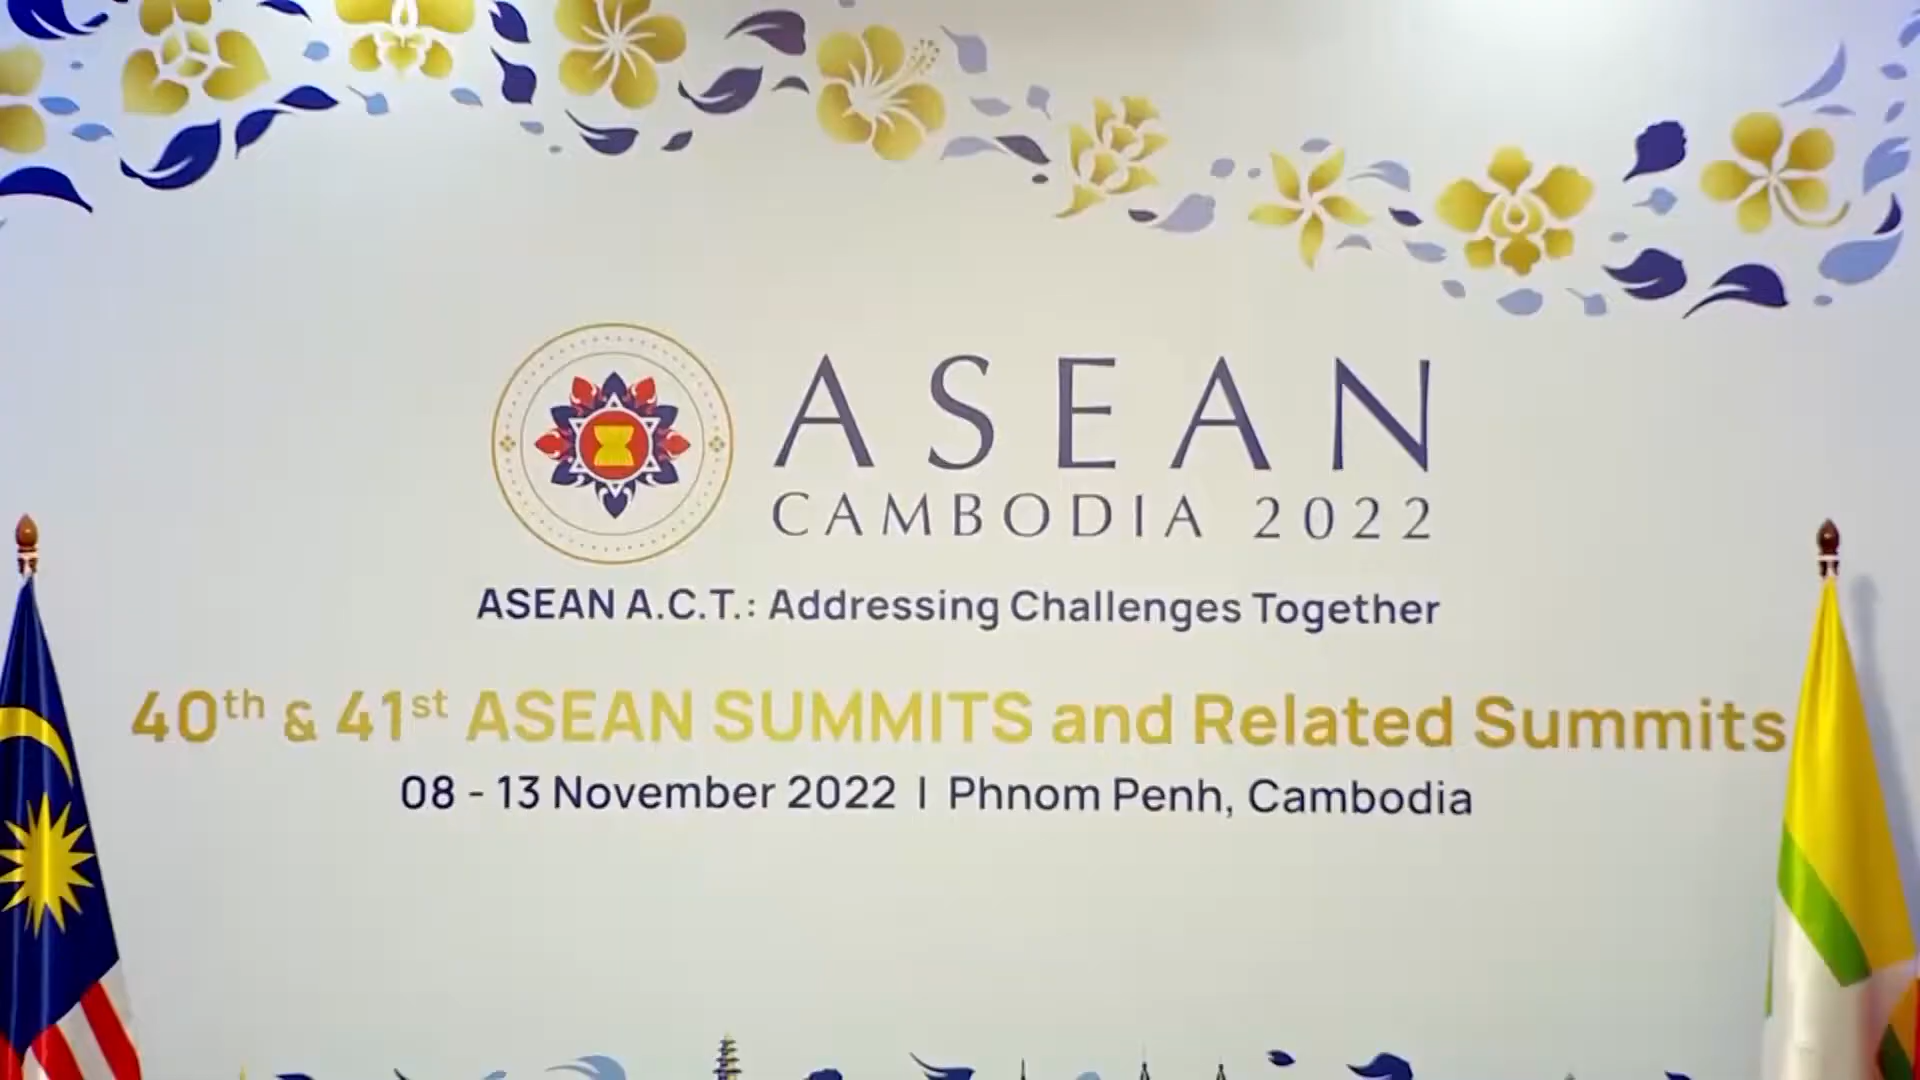 ASEAN
CAMBODIA 2022
ASEAN A.C.T.: Addressing Challenges Together
40th & 41st ASEAN SUMMITS and Related Summits
08 - 13 November 2022 | Phnom Penh, Cambodia